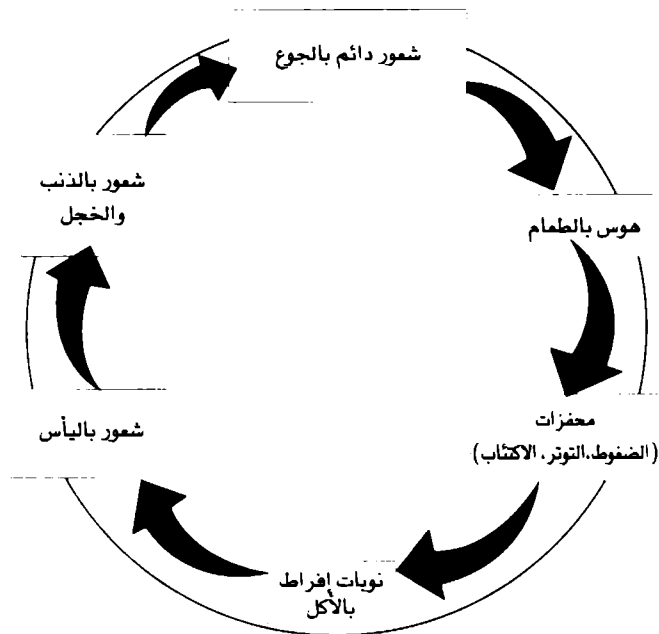 شعور دائم بالجوع
هوس بالطعام
محفزات
(الضغوط،التوتر، الاكتئاب)
نوبات إفراط
بالأكل
شعور باليأس
شعور بالذنب
والخجل